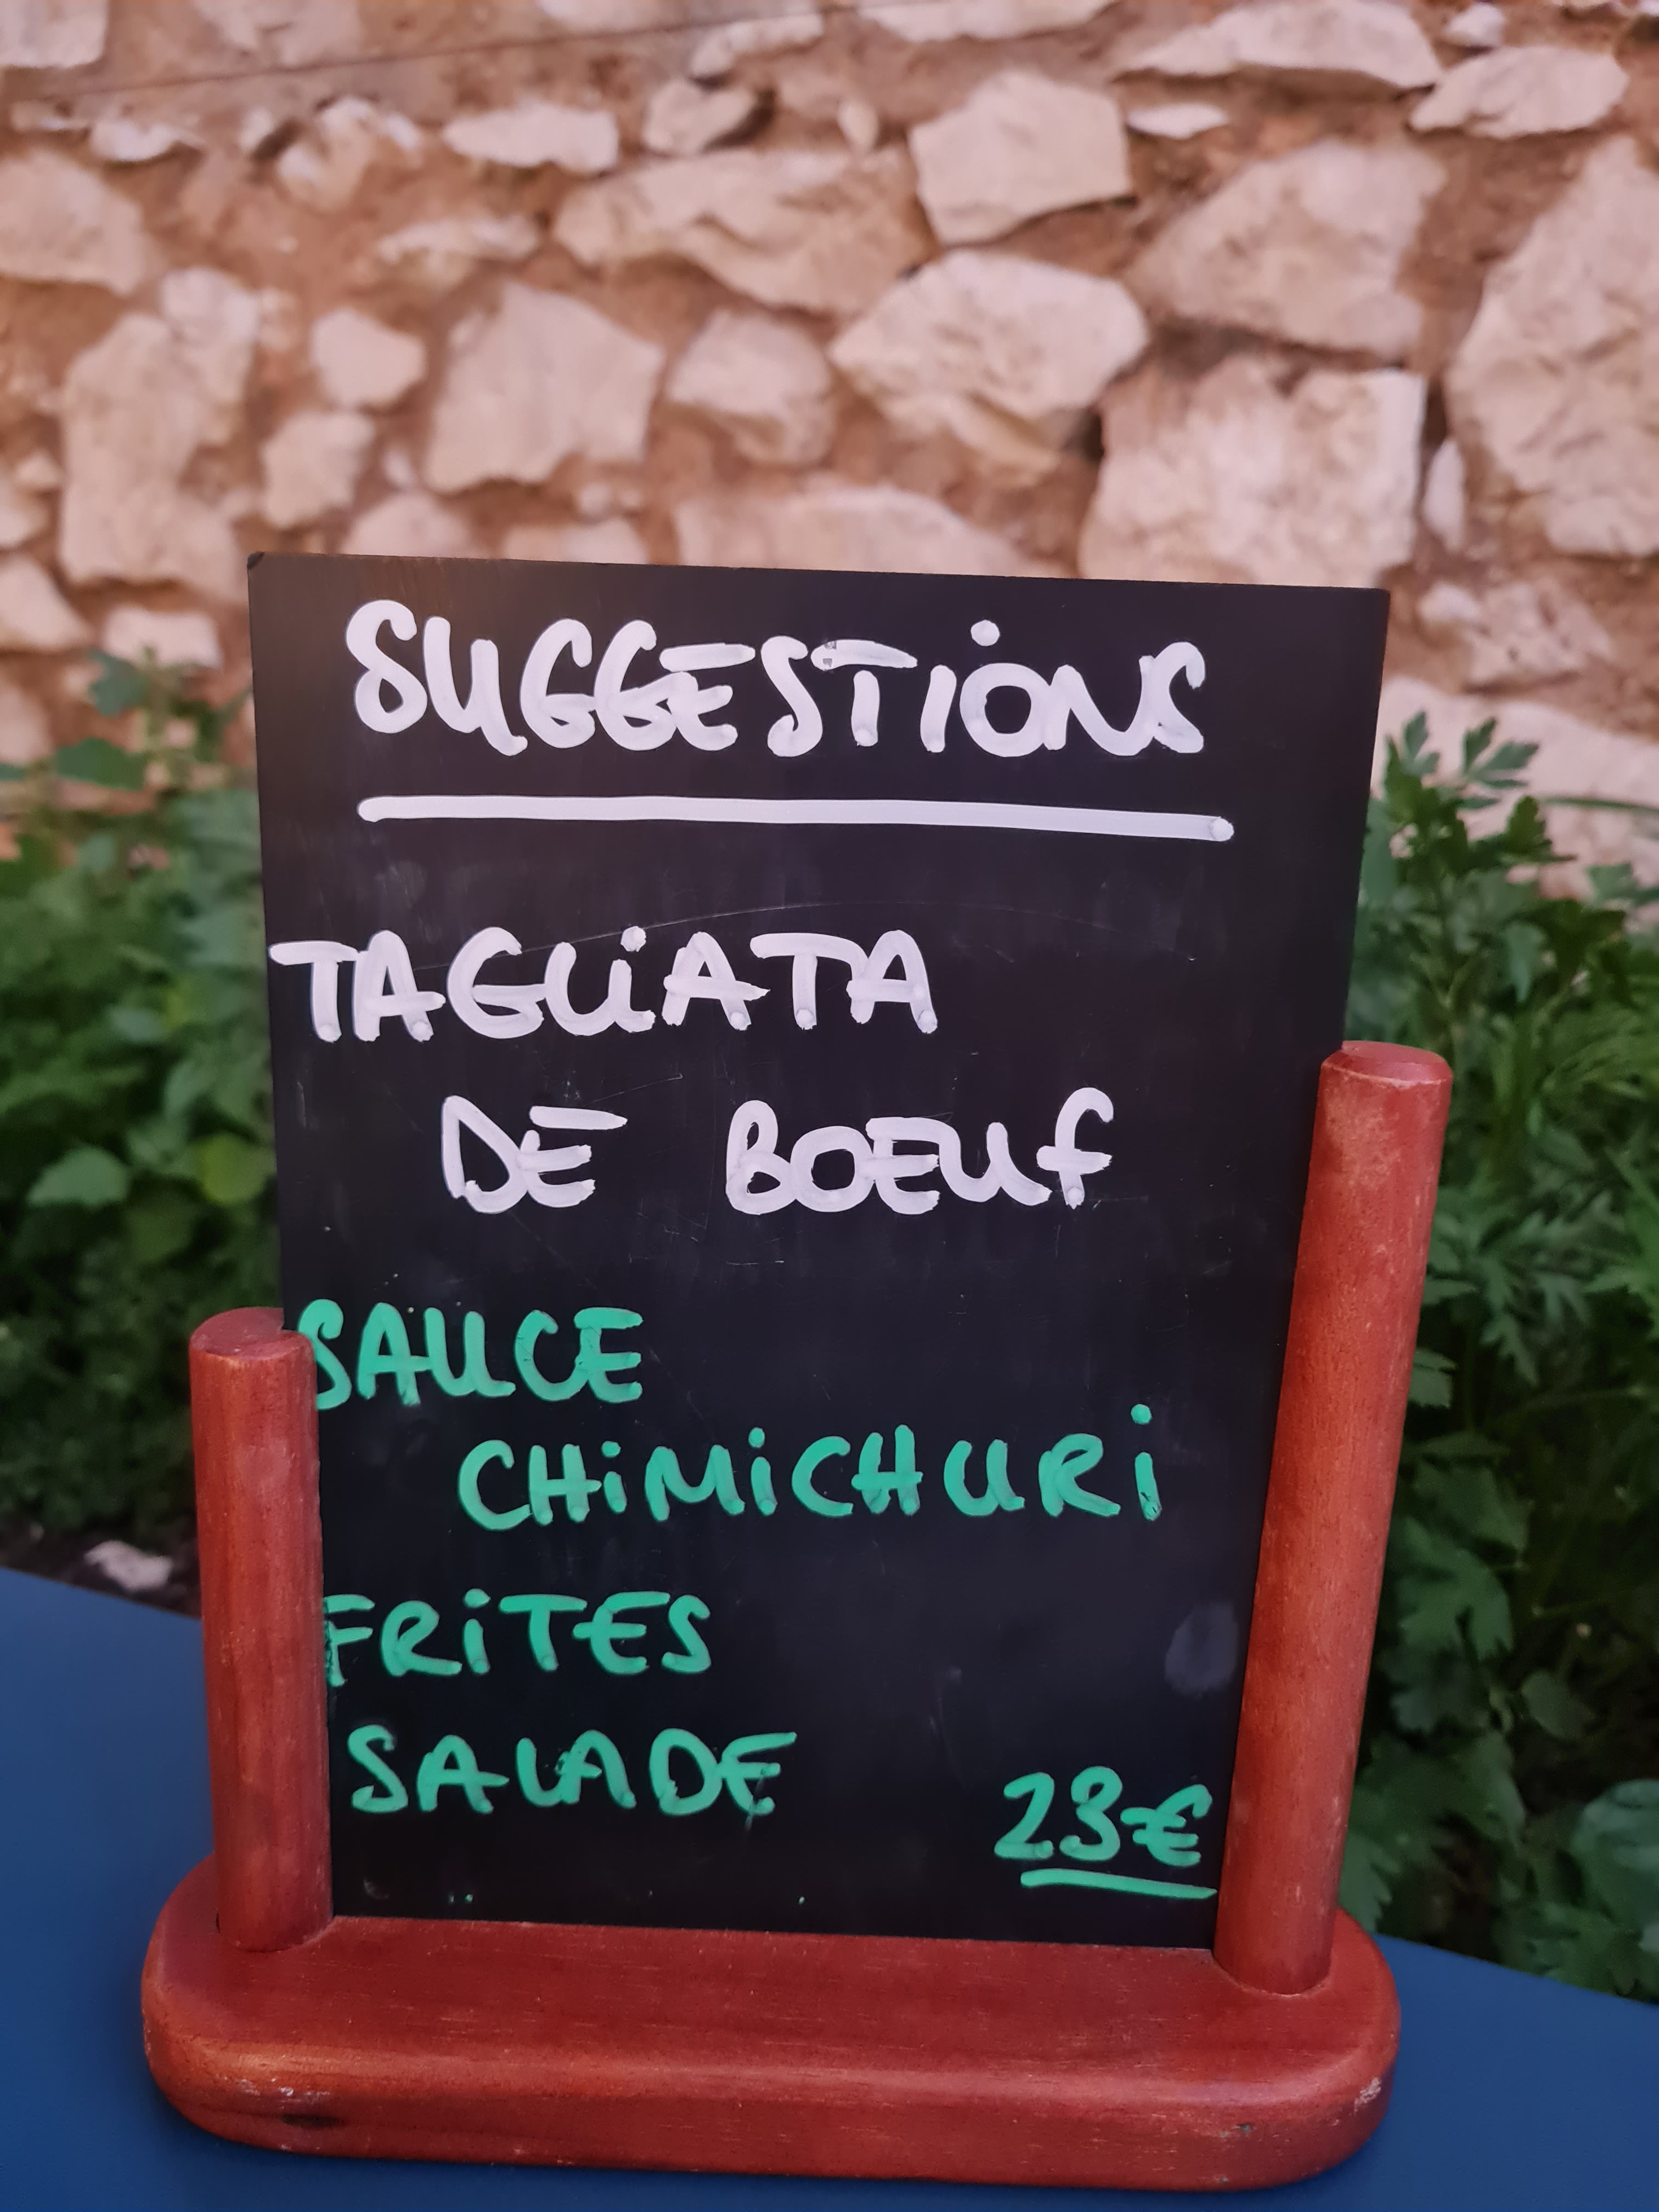 SUGGESTIONS
TAGLIATA
DE BOEUF
SAUCE
CHIMICHURI
FRITES
SALADE
23€